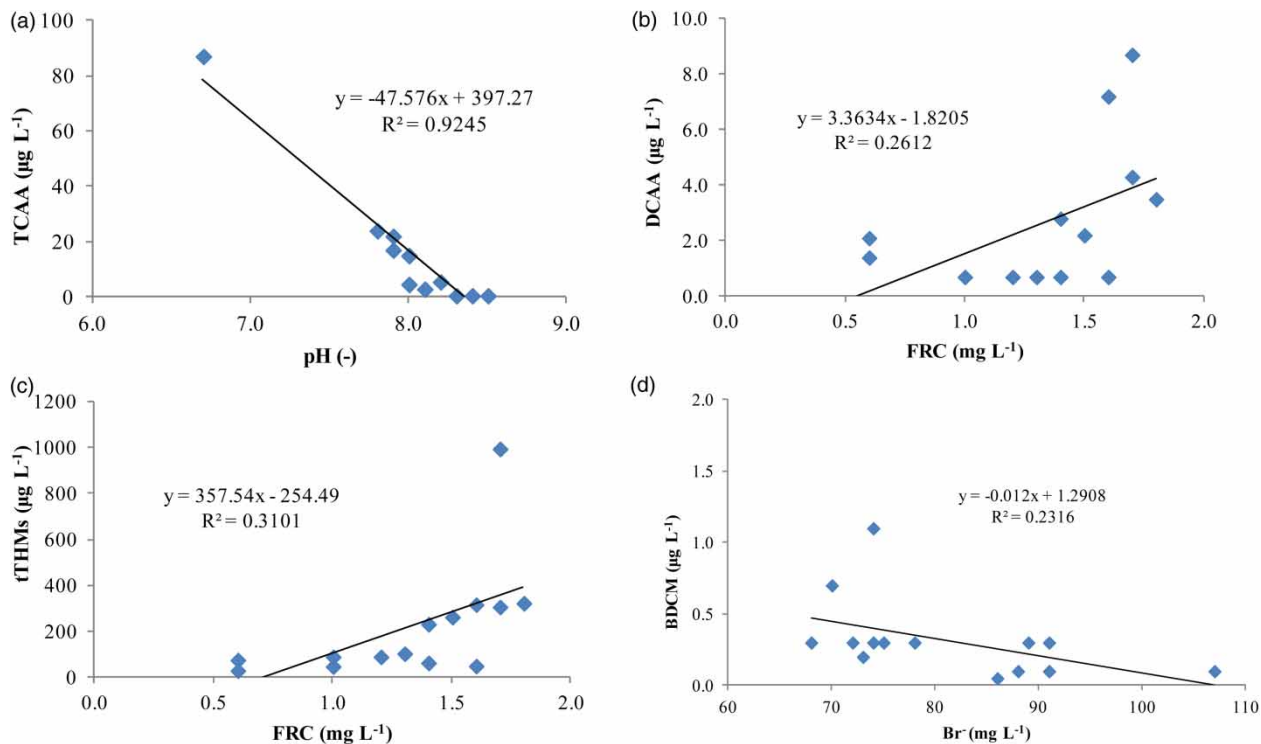 (a)
100
80
60
40
20
0
TCAA (µg L-1)
y = -47.576x + 397.27
R² = 0.9245
6.0 7.0 8.0 9.0
pH (-)
(b)
10.0
8.0
6.0
4.0
2.0
0.0
DCAA (µg L-1)
y = 3.3634x - 1.8205
R² = 0.2612
0.0 0.5 1.0 1.5 2.0
FRC (mg L-1)
(c)
1200
1000
800
600
400
200
0
tTHMs (µg L-1)
y = 357.54x - 254.49
R² = 0.3101
0.0 0.5 1.0 1.5 2.0
FRC (mg L-1)
(d)
2.0
1.5
1.0
0.5
0.0
BDCM (µg L-1)
y = -0.012x + 1.2908
R² = 0.2316
60 70 80 90 100 110
Br- (mg L-1)